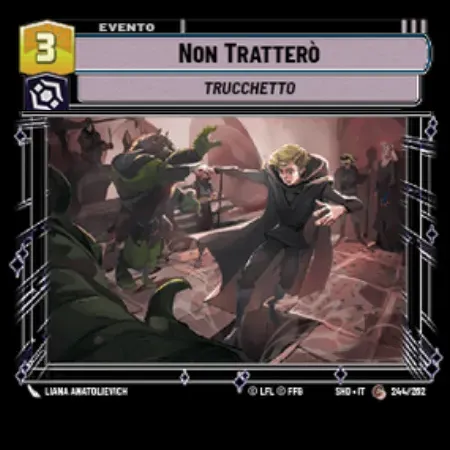 EVENTO
3
NON TRATTERÒ
TRUCCHETTO
LIANA ANATOLIEVICH
© LFL © FFG
SHD • IT
244/262